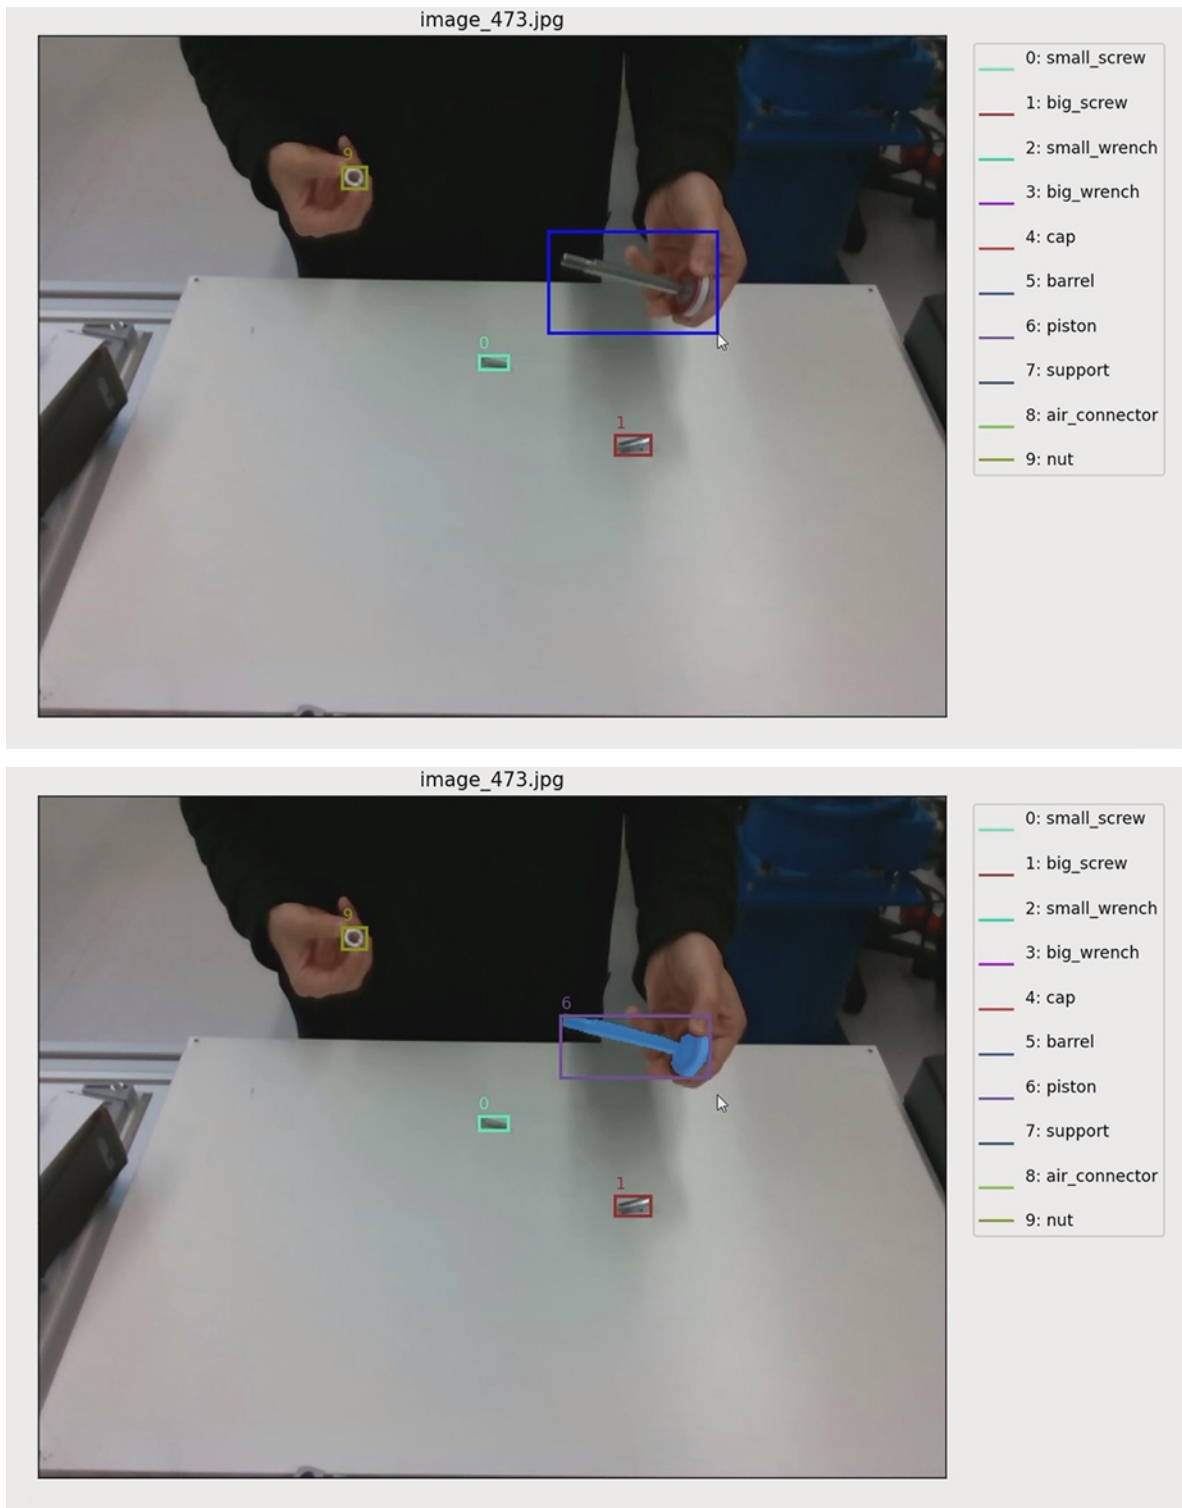 image_473.jpg
9
0
1
0: small_screw
1: big_screw
2: small_wrench
3: big_wrench
4: cap
5: barrel
6: piston
7: support
8: air_connector
9: nut
image_473.jpg
9
6
0
1
0: small_screw
1: big_screw
2: small_wrench
3: big_wrench
4: cap
5: barrel
6: piston
7: support
8: air_connector
9: nut